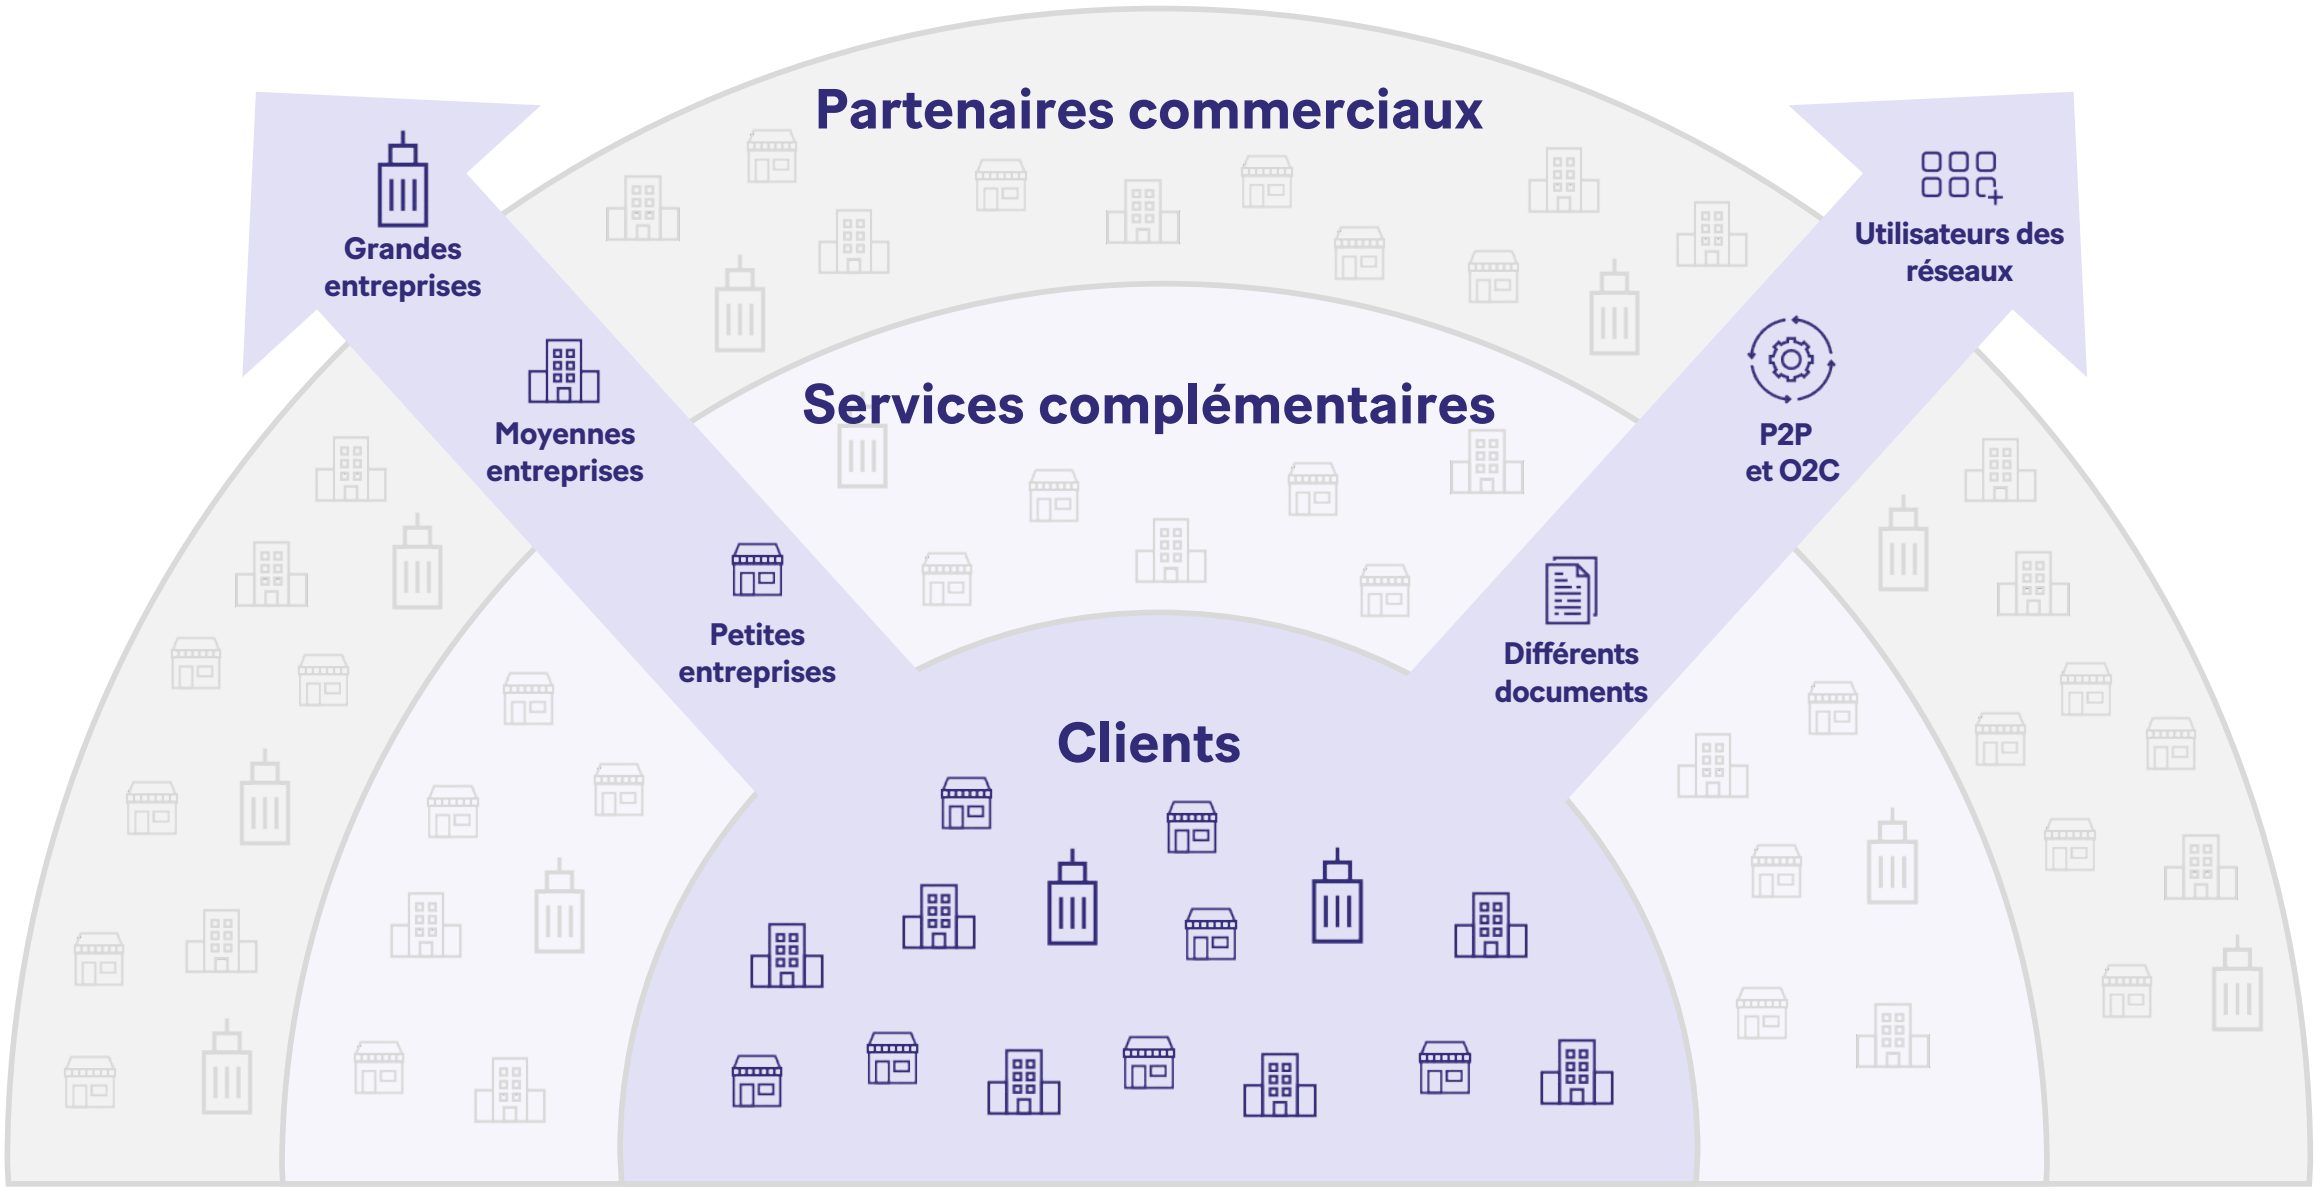 Partenaires commerciaux
Grandes
entreprises
Utilisateurs des
réseaux
Moyennes
entreprises
Services complémentaires
P2P
et O2C
Petites
entreprises
Différents
documents
Clients